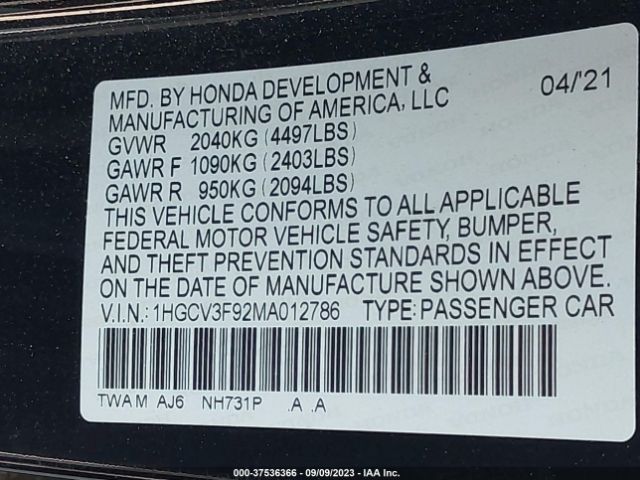 MFD. BY HONDA DEVELOPMENT & 04/'21
MANUFACTURING OF AMERICA, LLC
GVWR 2040KG (4497LBS)
GAWR F 1090KG (2403LBS)
GAWR R 950KG (2094LBS)
THIS VEHICLE CONFORMS TO ALL APPLICABLE
FEDERAL MOTOR VEHICLE SAFETY, BUMPER,
AND THEFT PREVENTION STANDARDS IN EFFECT
ON THE DATE OF MANUFACTURE SHOWN ABOVE.
V.I.N.: 1HGCV3F92MA012786 TYPE: PASSENGER CAR
TWA M AJ6 NH731P .A .A
000-37536366 - 09/09/2023 - IAA Inc.